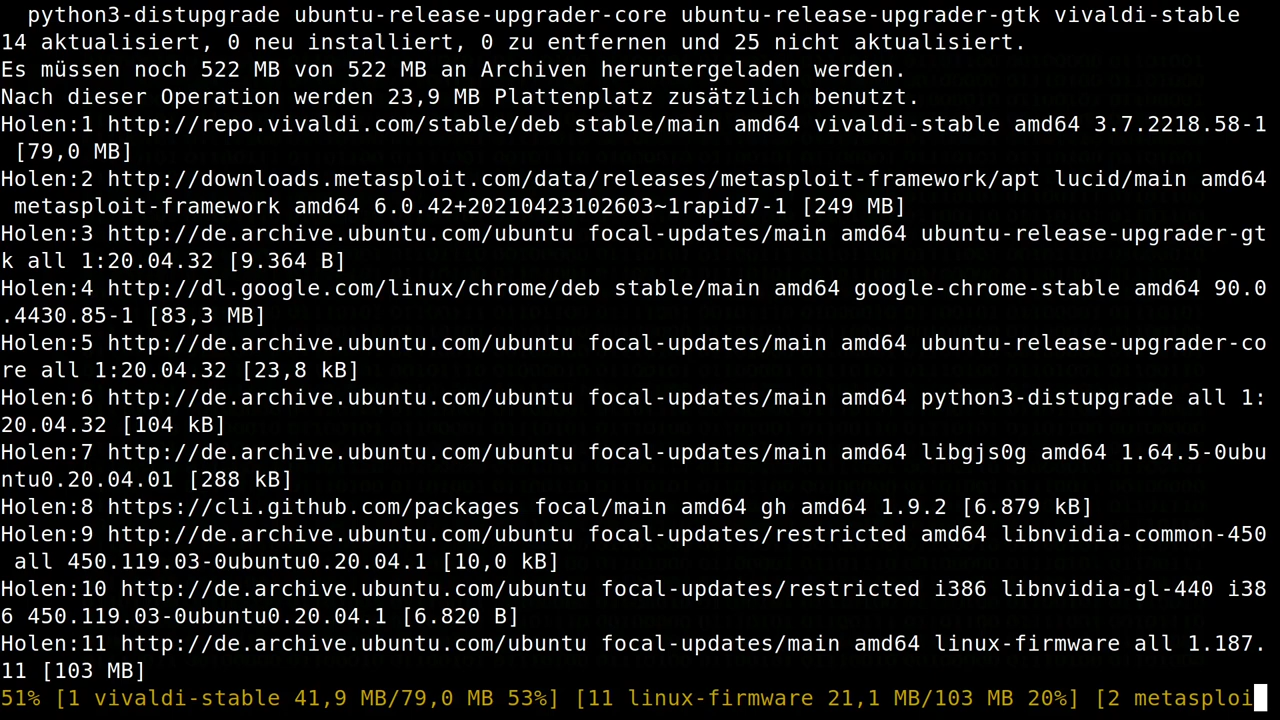 python3-distupgrade ubuntu-release-upgrader-core ubuntu-release-upgrader-gtk vivaldi-stable
14 aktualisiert, 0 neu installiert, 0 zu entfernen und 25 nicht aktualisiert.
Es müssen noch 522 MB von 522 MB an Archiven heruntergeladen werden.
Nach dieser Operation werden 23,9 MB Plattenplatz zusätzlich benutzt.
Holen:1 http://repo.vivaldi.com/stable/deb stable/main amd64 vivaldi-stable amd64 3.7.2218.58-1
[79,0 MB]
Holen:2 http://downloads.metasploit.com/data/releases/metasploit-framework/apt lucid/main amd64
metasploit-framework amd64 6.0.42+20210423102603~1rapid7-1 [249 MB]
Holen:3 http://de.archive.ubuntu.com/ubuntu focal-updates/main amd64 ubuntu-release-upgrader-gt
k all 1:20.04.32 [9.364 B]
Holen:4 http://dl.google.com/linux/chrome/deb stable/main amd64 google-chrome-stable amd64 90.0
.4430.85-1 [83,3 MB]
Holen:5 http://de.archive.ubuntu.com/ubuntu focal-updates/main amd64 ubuntu-release-upgrader-co
re all 1:20.04.32 [23,8 kB]
Holen:6 http://de.archive.ubuntu.com/ubuntu focal-updates/main amd64 python3-distupgrade all 1:
20.04.32 [104 kB]
Holen:7 http://de.archive.ubuntu.com/ubuntu focal-updates/main amd64 libgjs0g amd64 1.64.5-0ubu
ntu0.20.04.01 [288 kB]
Holen:8 https://cli.github.com/packages focal/main amd64 gh amd64 1.9.2 [6.879 kB]
Holen:9 http://de.archive.ubuntu.com/ubuntu focal-updates/restricted amd64 libnvidia-common-450
all 450.119.03-0ubuntu0.20.04.1 [10,0 kB]
Holen:10 http://de.archive.ubuntu.com/ubuntu focal-updates/restricted i386 libnvidia-gl-440 i38
6 450.119.03-0ubuntu0.20.04.1 [6.820 B]
Holen:11 http://de.archive.ubuntu.com/ubuntu focal-updates/main amd64 linux-firmware all 1.187.
11 [103 MB]
51% [1 vivaldi-stable 41,9 MB/79,0 MB 53%] [11 linux-firmware 21,1 MB/103 MB 20%] [2 metasploi